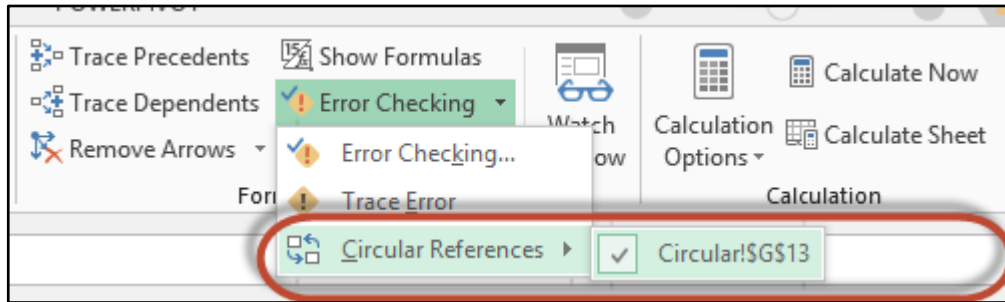 POWERPIVOT
Trace Precedents
Show Formulas
Trace Dependents
Error Checking
Remove Arrows
Watch
Calculation
Options
Calculate Now
Calculate Sheet
Calculation
Error Checking...
Trace Error
Circular References
Circular!$G$13